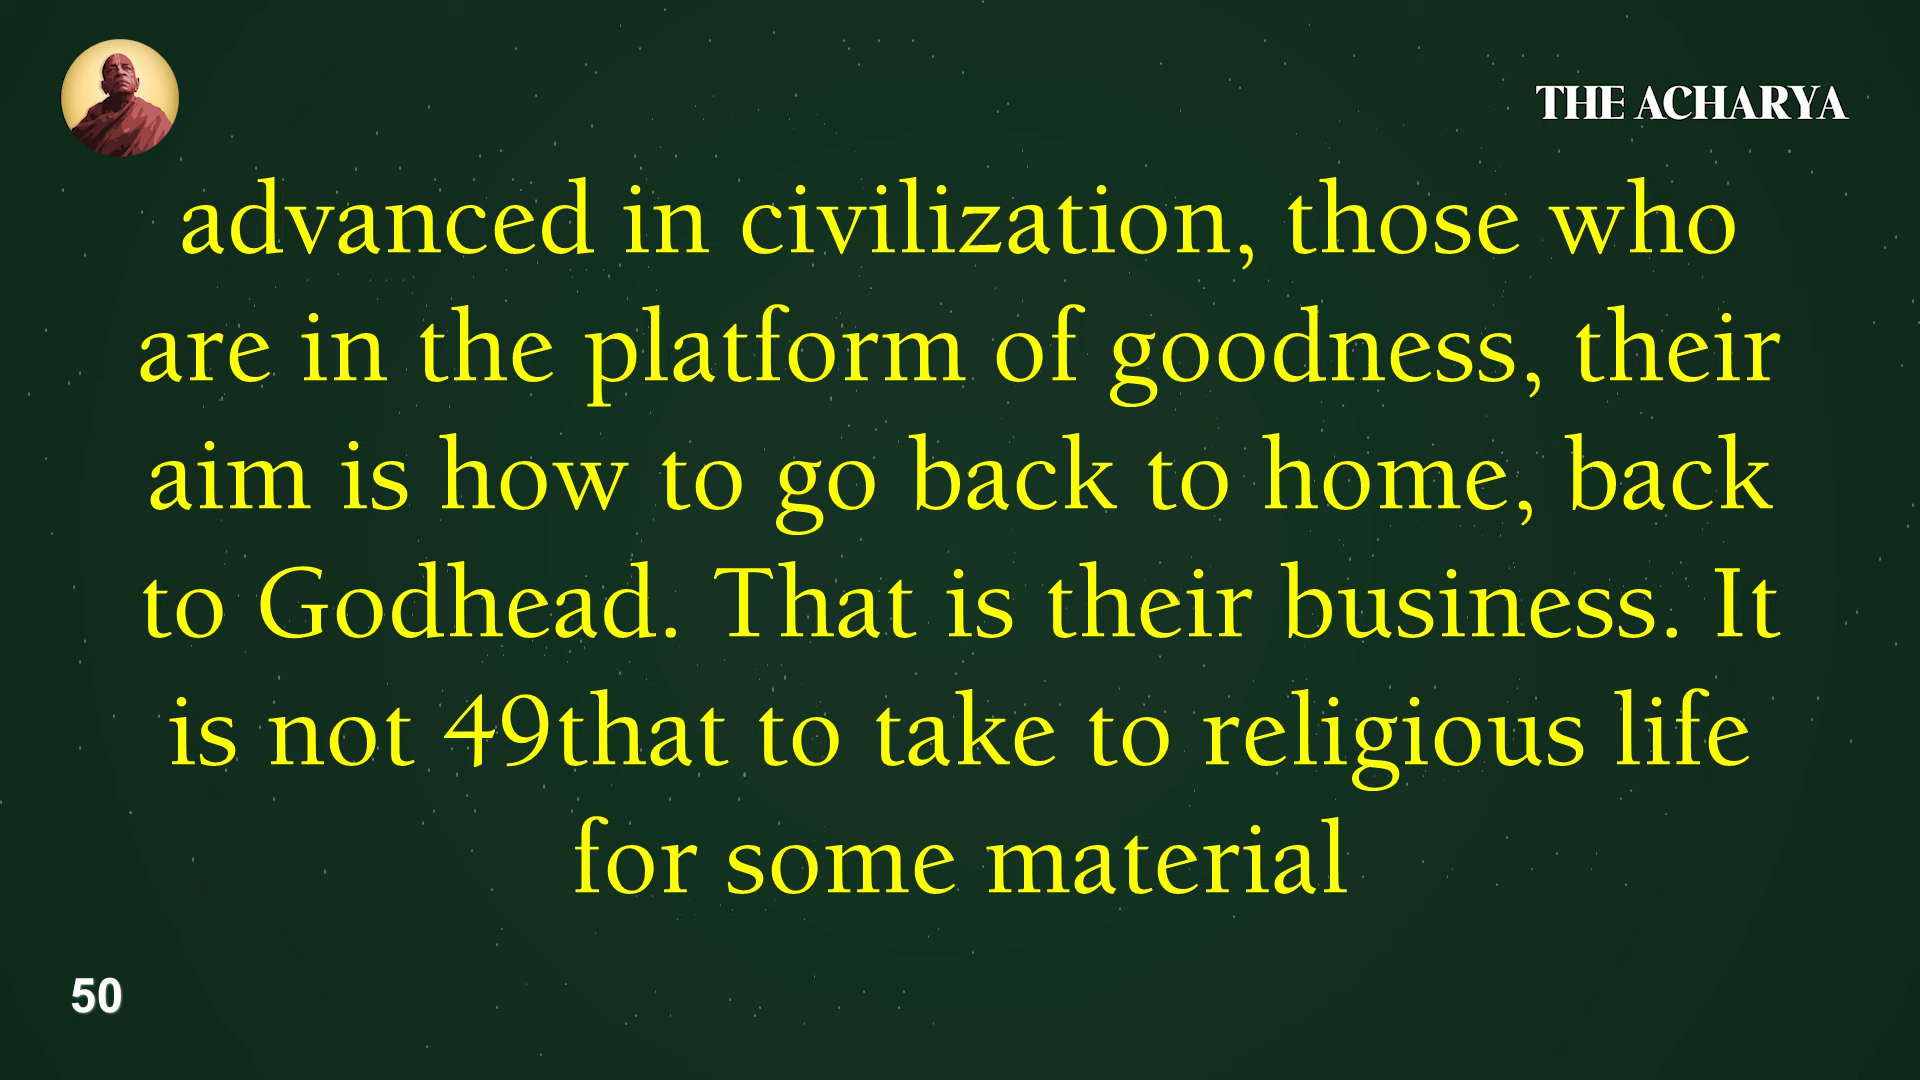 THE ACHARYA
advanced in civilization, those who
are in the platform of goodness, their
aim is how to go back to home, back
to Godhead. That is their business. It
is not 49that to take to religious life
for some material
50